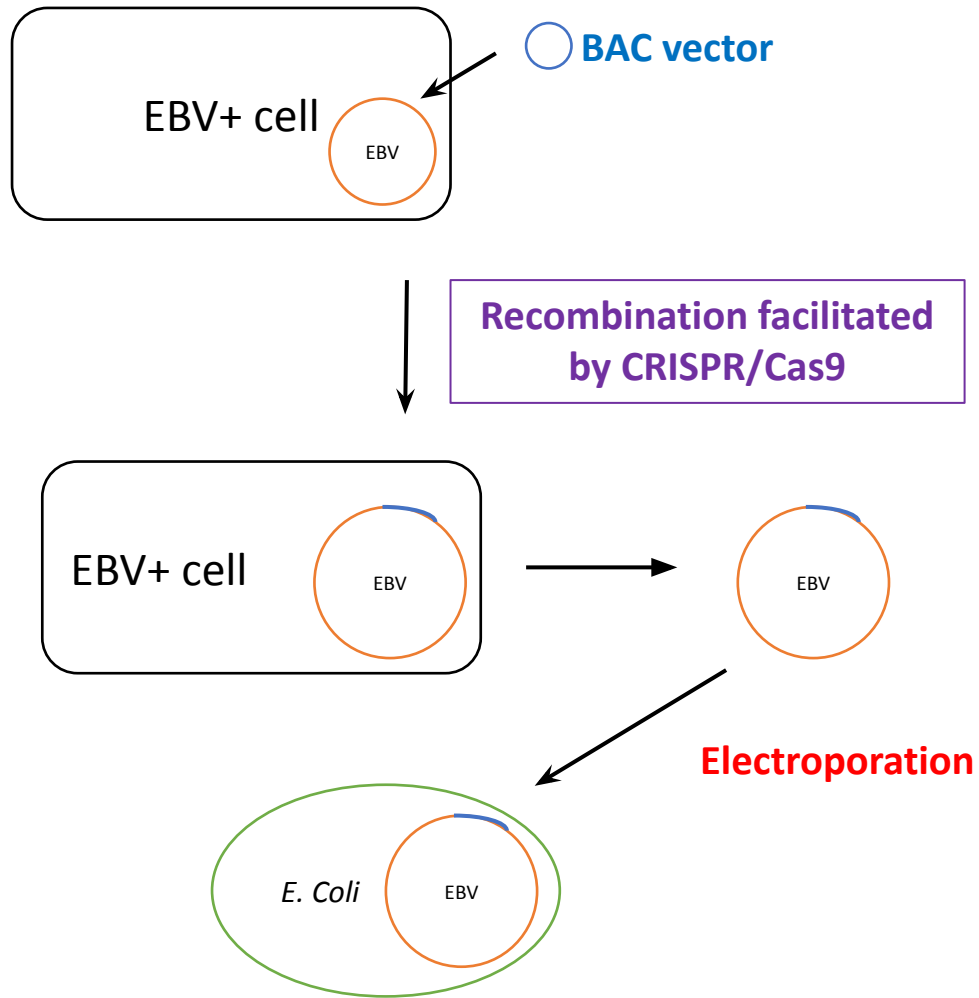 BAC vector
EBV+ cell
EBV
Recombination facilitated
by CRISPR/Cas9
EBV+ cell
EBV
EBV
Electroporation
E. Coli
EBV